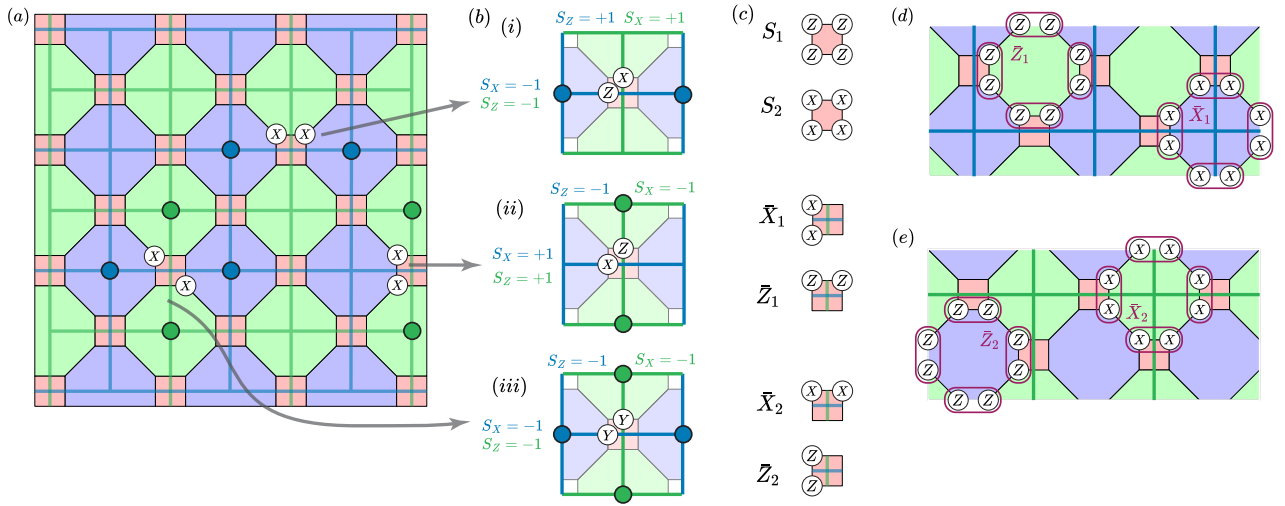 (a)
X X
X
X
X
X
(b)
(i)
S_Z = +1 S_X = +1
S_X = −1
S_Z = −1
X
Z
(ii)
S_Z = −1 S_X = −1
S_X = +1
S_Z = +1
Z
X
(iii)
S_Z = −1 S_X = −1
S_X = −1
S_Z = −1
Y
Y
(c)
S_1
Z Z
Z Z
S_2
X X
X X
X̄_1
X
X
Z̄_1
Z Z
X̄_2
X X
Z̄_2
Z
Z
(d)
Z Z
Z Z̄_1 Z
Z Z
Z Z
X X
X X̄_1 X
X X
X X
(e)
X X
X X
X X̄_2 X
X X
Z Z
Z Z̄_2 Z
Z Z
Z Z